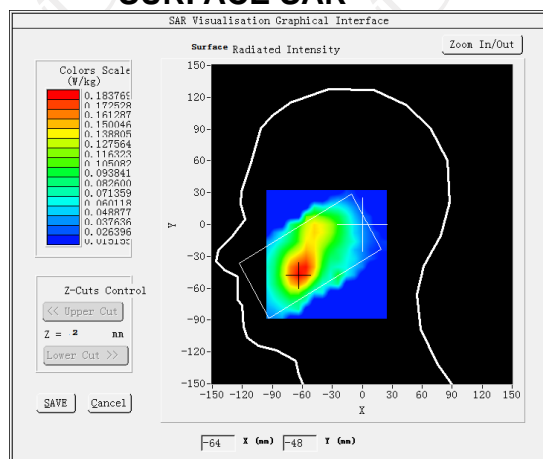 SURFACE SAR
SAR Visualisation Graphical Interface
Surface Radiated Intensity
Zoom In/Out
Colors Scale
(W/kg)
0.183769
0.172528
0.161287
0.150046
0.138805
0.127564
0.116323
0.105082
0.093841
0.082600
0.071359
0.060118
0.048877
0.037636
0.026396
150
120
90
60
30
0
-30
-60
-90
-120
-150
Y
-150 -120 -90 -60 -30 0 30 60 90 120 150
X
Z-Cuts Control
<< Upper Cut
Z = 2 mm
Lower Cut >>
SAVE Cancel
-64 X (mm) -48 Y (mm)